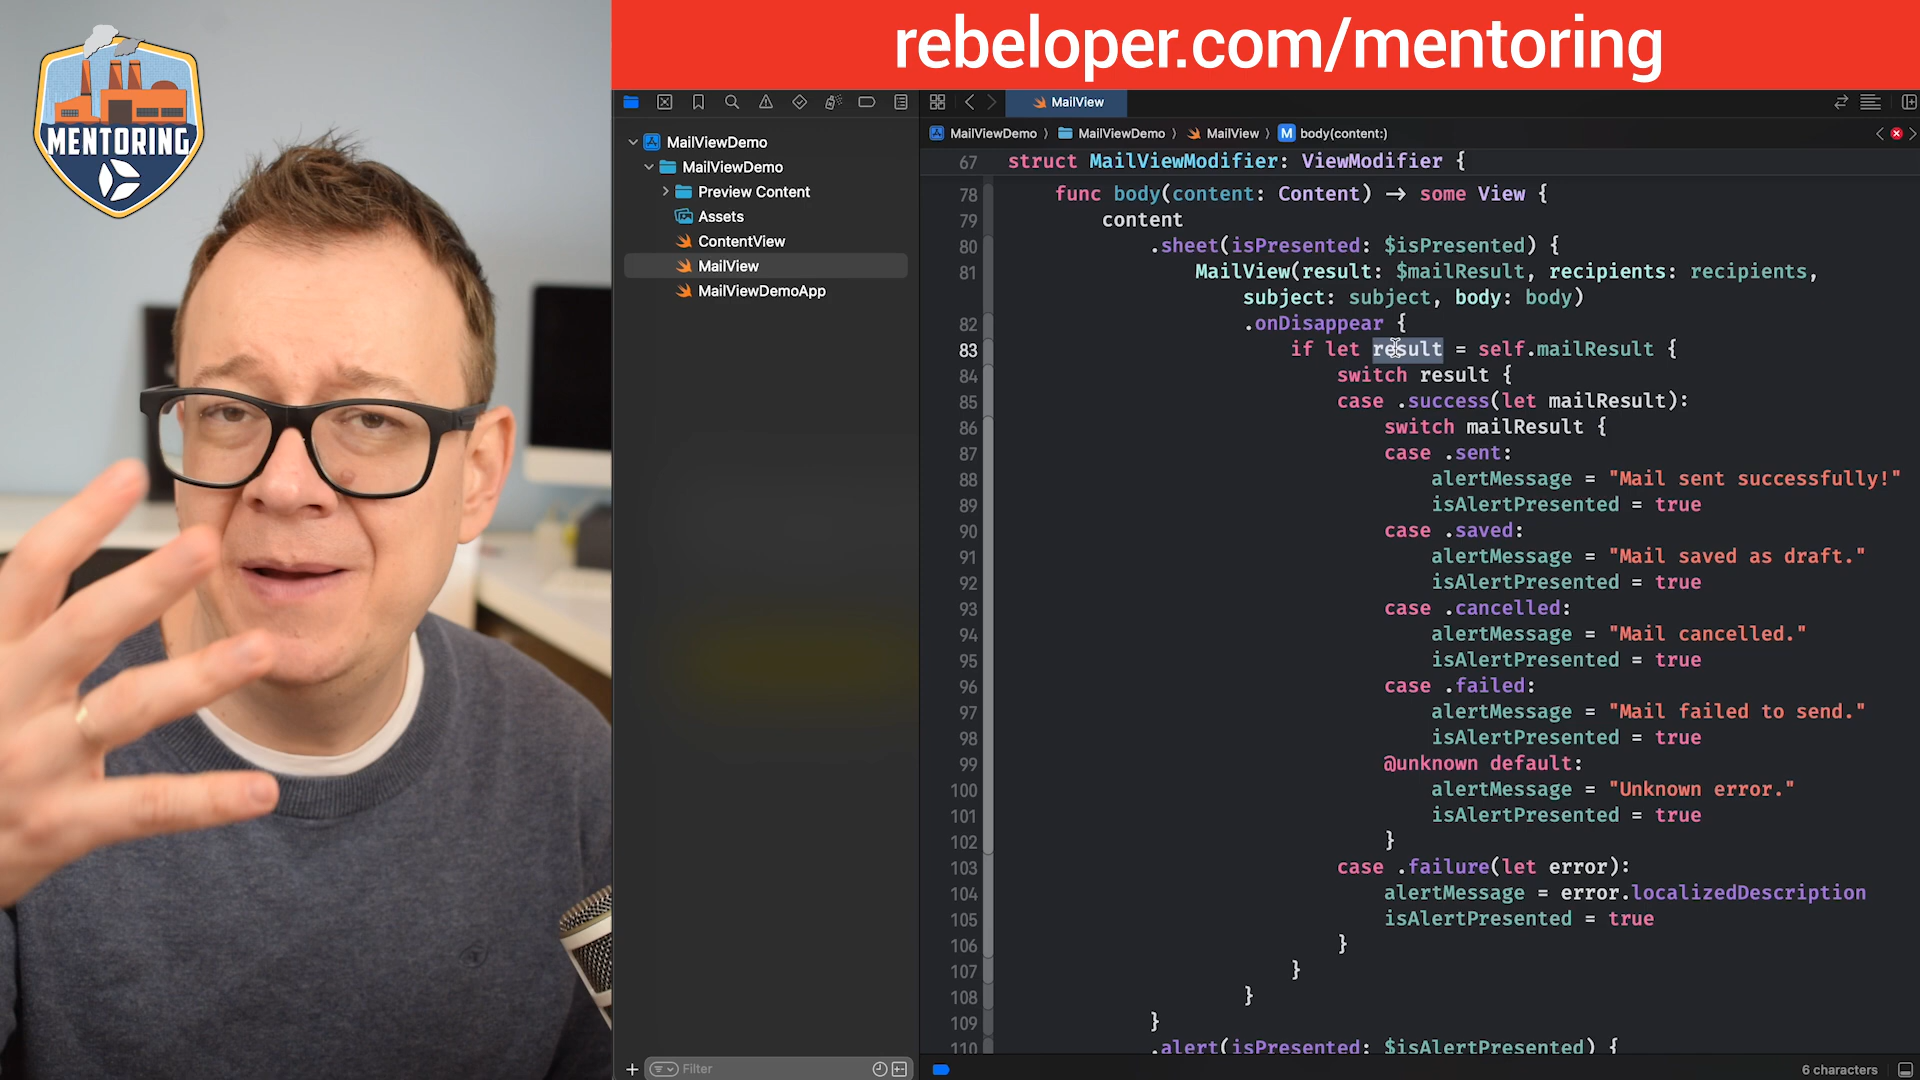 rebeloper.com/mentoring
MENTORING
MailView
MailViewDemo
MailViewDemo
Preview Content
Assets
ContentView
MailView
MailViewDemoApp
Filter
MailViewDemo 〉 MailViewDemo 〉 MailView 〉 M body(content:)
67 struct MailViewModifier: ViewModifier {
78 func body(content: Content) → some View {
79 content
80 .sheet(isPresented: $isPresented) {
81 MailView(result: $mailResult, recipients: recipients,
subject: subject, body: body)
82 .onDisappear {
83 if let result = self.mailResult {
84 switch result {
85 case .success(let mailResult):
86 switch mailResult {
87 case .sent:
88 alertMessage = "Mail sent successfully!"
89 isAlertPresented = true
90 case .saved:
91 alertMessage = "Mail saved as draft."
92 isAlertPresented = true
93 case .cancelled:
94 alertMessage = "Mail cancelled."
95 isAlertPresented = true
96 case .failed:
97 alertMessage = "Mail failed to send."
98 isAlertPresented = true
99 @unknown default:
100 alertMessage = "Unknown error."
101 isAlertPresented = true
102 }
103 case .failure(let error):
104 alertMessage = error.localizedDescription
105 isAlertPresented = true
106 }
107 }
108 }
109 }
110 .alert(isPresented: $isAlertPresented) {
6 characters